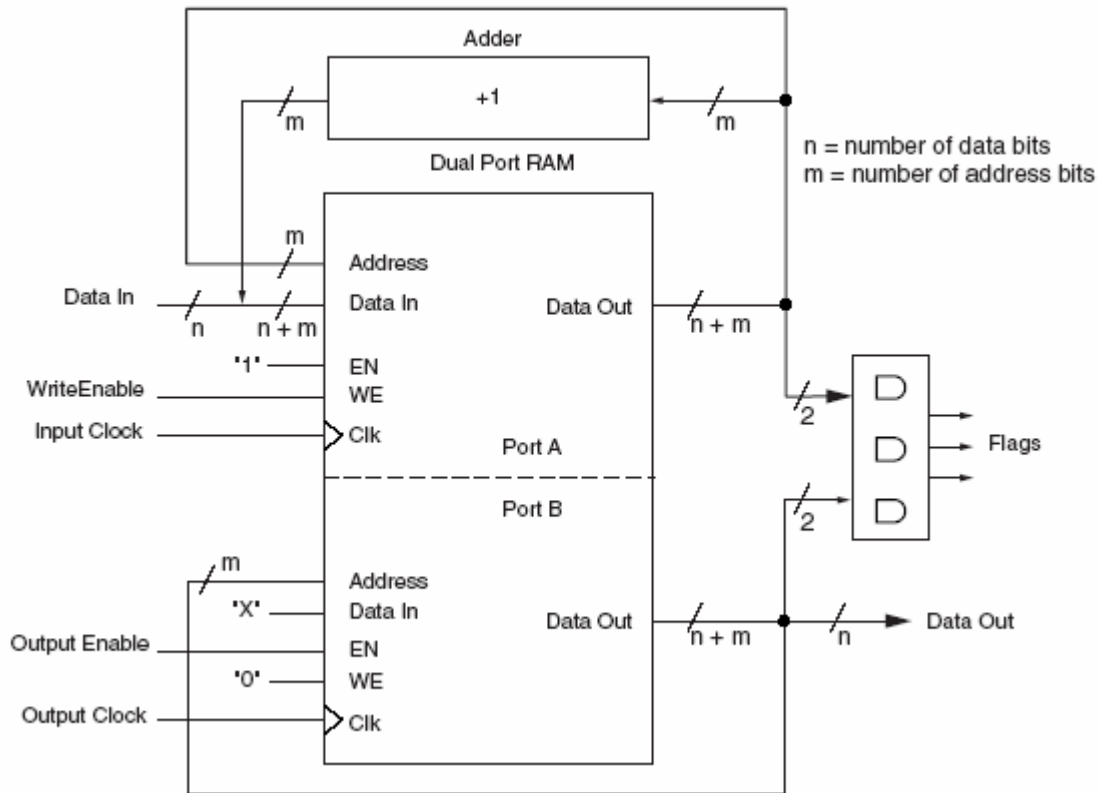 Adder
+1
m
m
n = number of data bits
m = number of address bits
Dual Port RAM
m
Address
Data In
n
n + m
Data In
Data Out
n + m
"1"
EN
WriteEnable
WE
Input Clock
Clk
Port A
2
Flags
Port B
2
m
Address
"X"
Data In
Data Out
n + m
n
Data Out
Output Enable
EN
"0"
WE
Output Clock
Clk